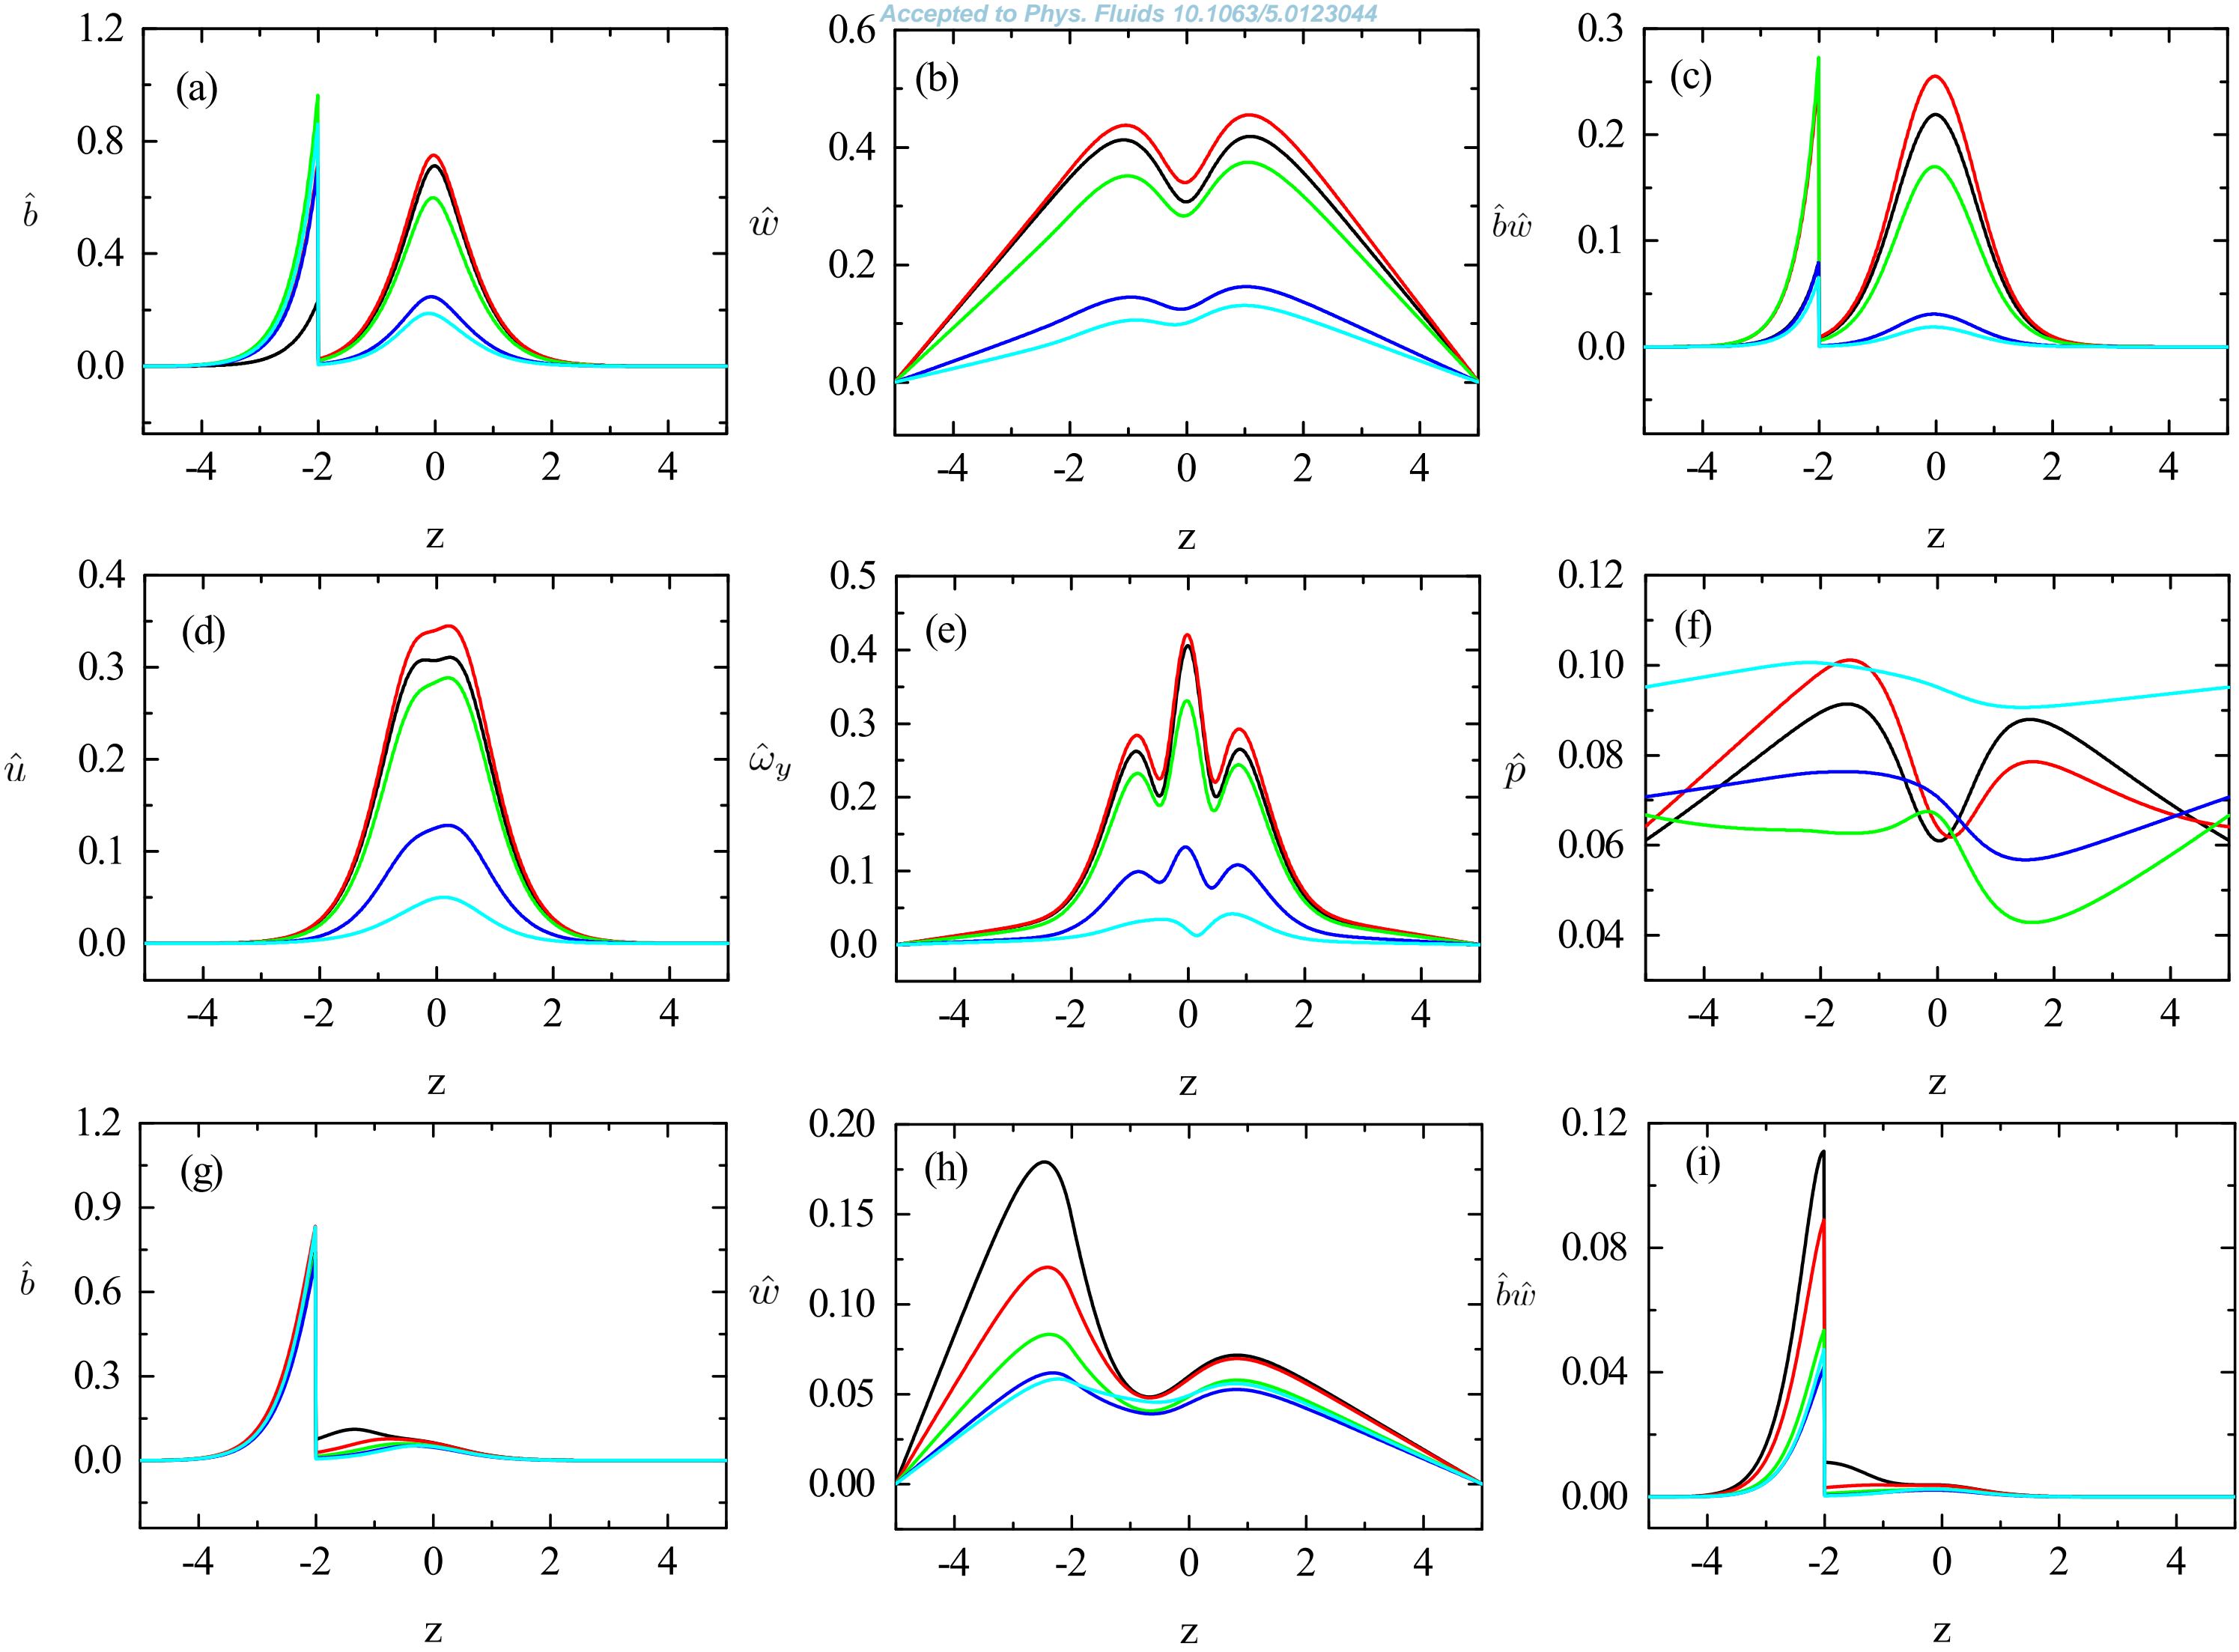 Accepted to Phys. Fluids 10.1063/5.0123044
1.2
0.8
0.4
0.0
b̂
(a)
-4 -2 0 2 4
z
0.6
0.4
0.2
0.0
ŵ
(b)
-4 -2 0 2 4
z
0.3
0.2
0.1
0.0
b̂ŵ
(c)
-4 -2 0 2 4
z
0.4
0.3
0.2
0.1
0.0
û
(d)
-4 -2 0 2 4
z
0.5
0.4
0.3
0.2
0.1
0.0
ω̂y
(e)
-4 -2 0 2 4
z
0.12
0.10
0.08
0.06
0.04
p̂
(f)
-4 -2 0 2 4
z
1.2
0.9
0.6
0.3
0.0
b̂
(g)
-4 -2 0 2 4
z
0.20
0.15
0.10
0.05
0.00
ŵ
(h)
-4 -2 0 2 4
z
0.12
0.08
0.04
0.00
b̂ŵ
(i)
-4 -2 0 2 4
z